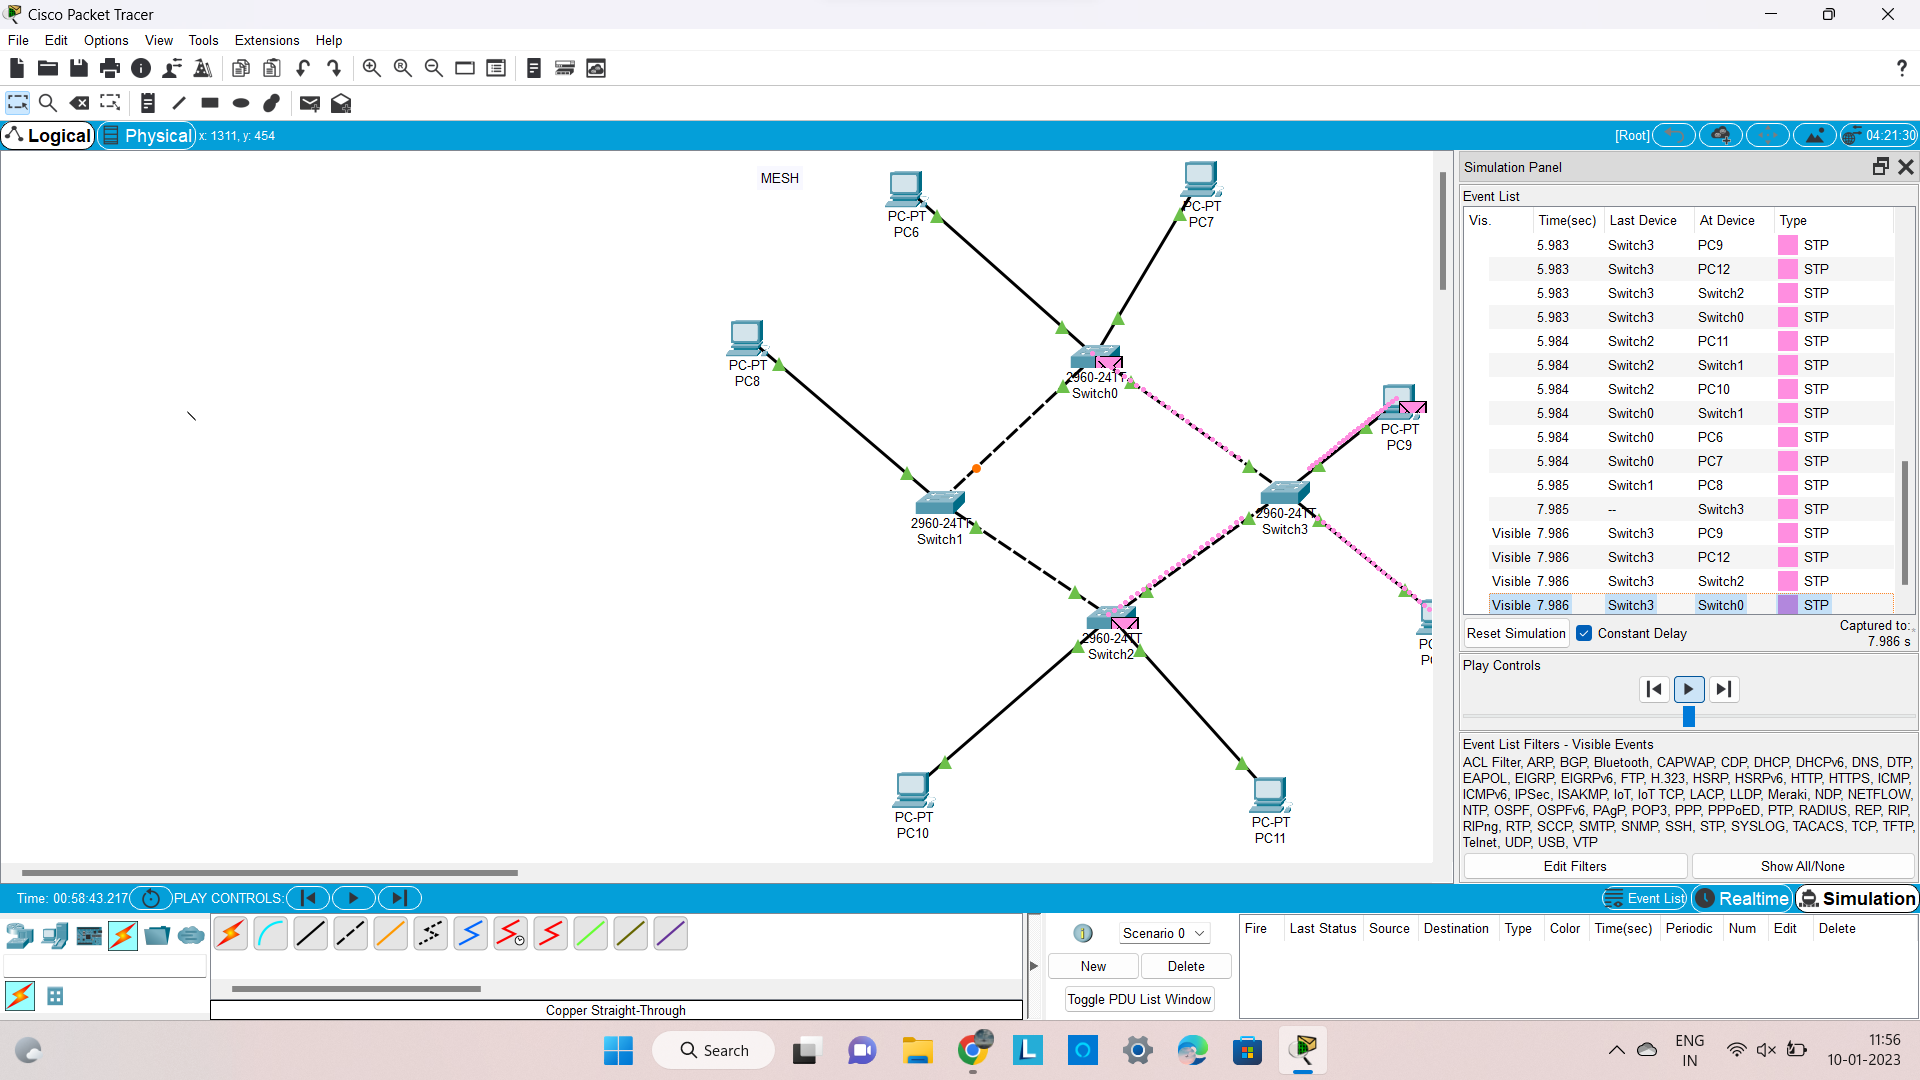 Cisco Packet Tracer
File Edit Options View Tools Extensions Help
?
Logical Physical x: 1311, y: 454 [Root] 04:21:30
MESH
PC-PT
PC6
PC-PT
PC7
PC-PT
PC8
2960-24TT
Switch0
PC-PT
PC9
2960-24TT
Switch1
2960-24TT
Switch3
2960-24TT
Switch2
PC-PT
PC10
PC-PT
PC11
Simulation Panel
Event List
Vis. Time(sec) Last Device At Device Type
5.983 Switch3 PC9 STP
5.983 Switch3 PC12 STP
5.983 Switch3 Switch2 STP
5.983 Switch3 Switch0 STP
5.984 Switch2 PC11 STP
5.984 Switch2 Switch1 STP
5.984 Switch2 PC10 STP
5.984 Switch0 Switch1 STP
5.984 Switch0 PC6 STP
5.984 Switch0 PC7 STP
5.985 Switch1 PC8 STP
7.985 -- Switch3 STP
Visible 7.986 Switch3 PC9 STP
Visible 7.986 Switch3 PC12 STP
Visible 7.986 Switch3 Switch2 STP
Visible 7.986 Switch3 Switch0 STP
Reset Simulation Constant Delay Captured to:
7.986 s
Play Controls
Event List Filters - Visible Events
ACL Filter, ARP, BGP, Bluetooth, CAPWAP, CDP, DHCP, DHCPv6, DNS, DTP,
EAPOL, EIGRP, EIGRPv6, FTP, H.323, HSRP, HSRPv6, HTTP, HTTPS, ICMP,
ICMPv6, IPSec, ISAKMP, IoT, IoT TCP, LACP, LLDP, Meraki, NDP, NETFLOW,
NTP, OSPF, OSPFv6, PAgP, POP3, PPP, PPPoED, PTP, RADIUS, REP, RIP,
RIPng, RTP, SCCP, SMTP, SNMP, SSH, STP, SYSLOG, TACACS, TCP, TFTP,
Telnet, UDP, USB, VTP
Edit Filters Show All/None
Time: 00:58:43.217 PLAY CONTROLS: Event List Realtime Simulation
Scenario 0
New Delete
Toggle PDU List Window
Fire Last Status Source Destination Type Color Time(sec) Periodic Num Edit Delete
Copper Straight-Through
Search
ENG
IN
11:56
10-01-2023